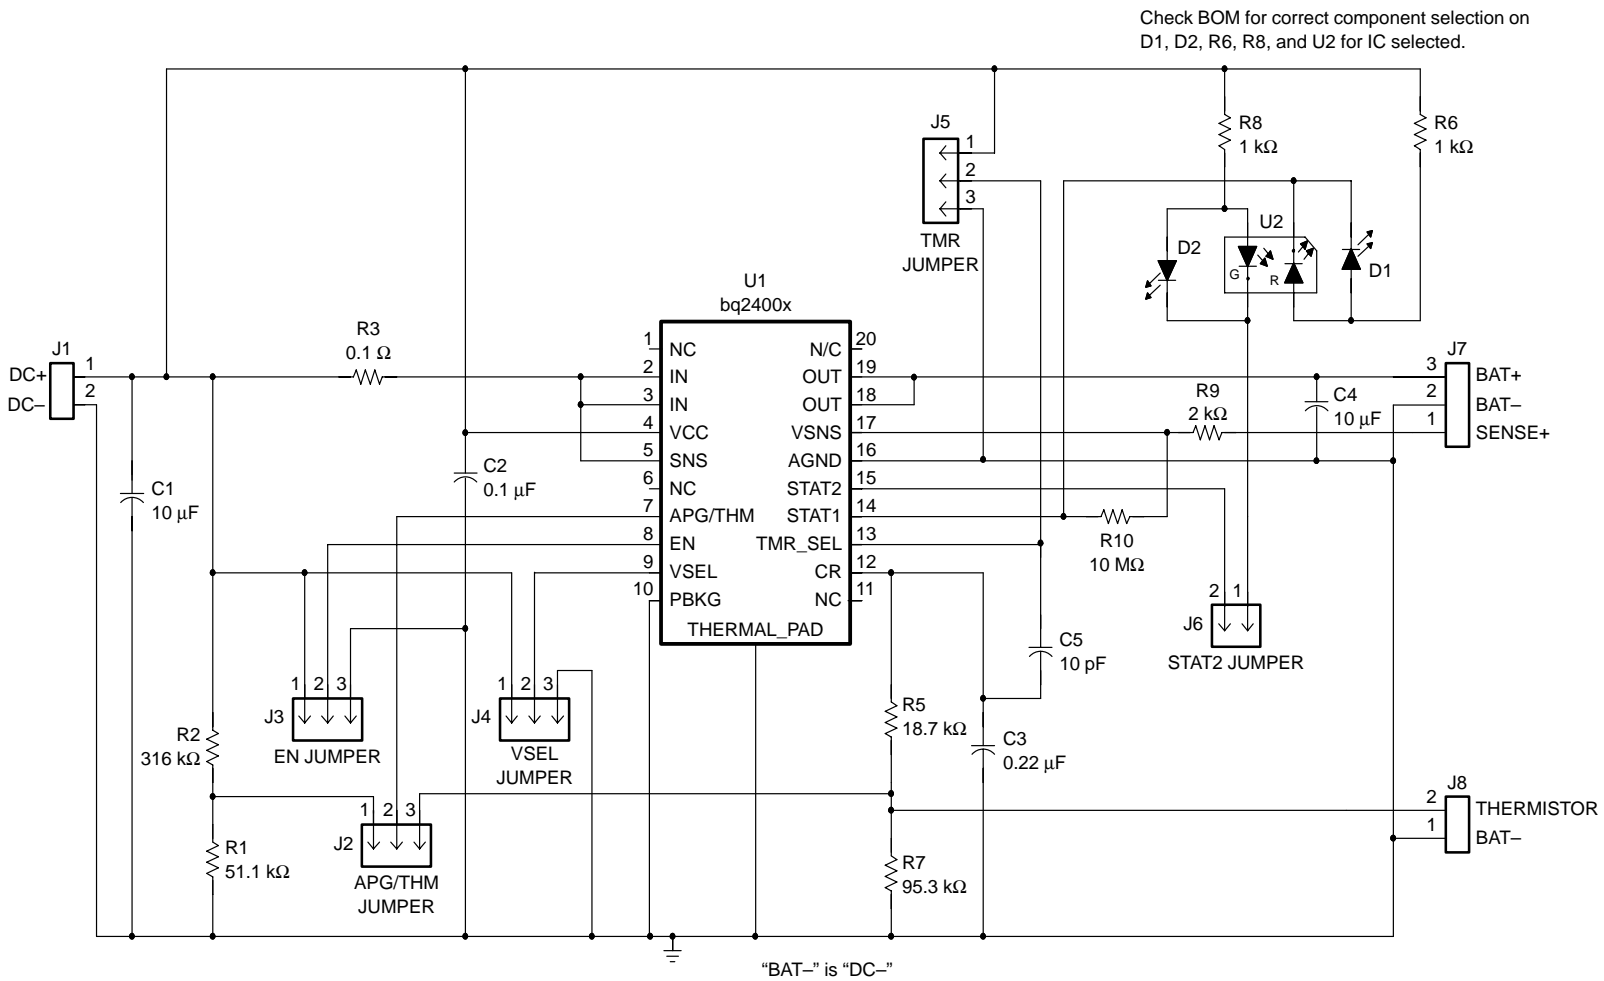 Check BOM for correct component selection on
D1, D2, R6, R8, and U2 for IC selected.
J5
1
2
3
TMR
JUMPER
R8
1 kΩ
R6
1 kΩ
U2
D2
G
R
D1
U1
bq2400x
J1
DC+
DC–
1
2
R3
0.1 Ω
1 NC
2 IN
3 IN
4 VCC
5 SNS
6 NC
7 APG/THM
8 EN
9 VSEL
10 PBKG
N/C 20
OUT 19
OUT 18
VSNS 17
AGND 16
STAT2 15
STAT1 14
TMR_SEL 13
CR 12
NC 11
THERMAL_PAD
J7
3 BAT+
2 BAT–
1 SENSE+
R9
2 kΩ
C4
10 μF
C1
10 μF
C2
0.1 μF
R10
10 MΩ
2 1
J6
STAT2 JUMPER
C5
10 pF
1 2 3
J3
EN JUMPER
1 2 3
J4
VSEL
JUMPER
R5
18.7 kΩ
C3
0.22 μF
R2
316 kΩ
1 2 3
J2
APG/THM
JUMPER
R1
51.1 kΩ
R7
95.3 kΩ
J8
2 THERMISTOR
1 BAT–
“BAT–” is “DC–”